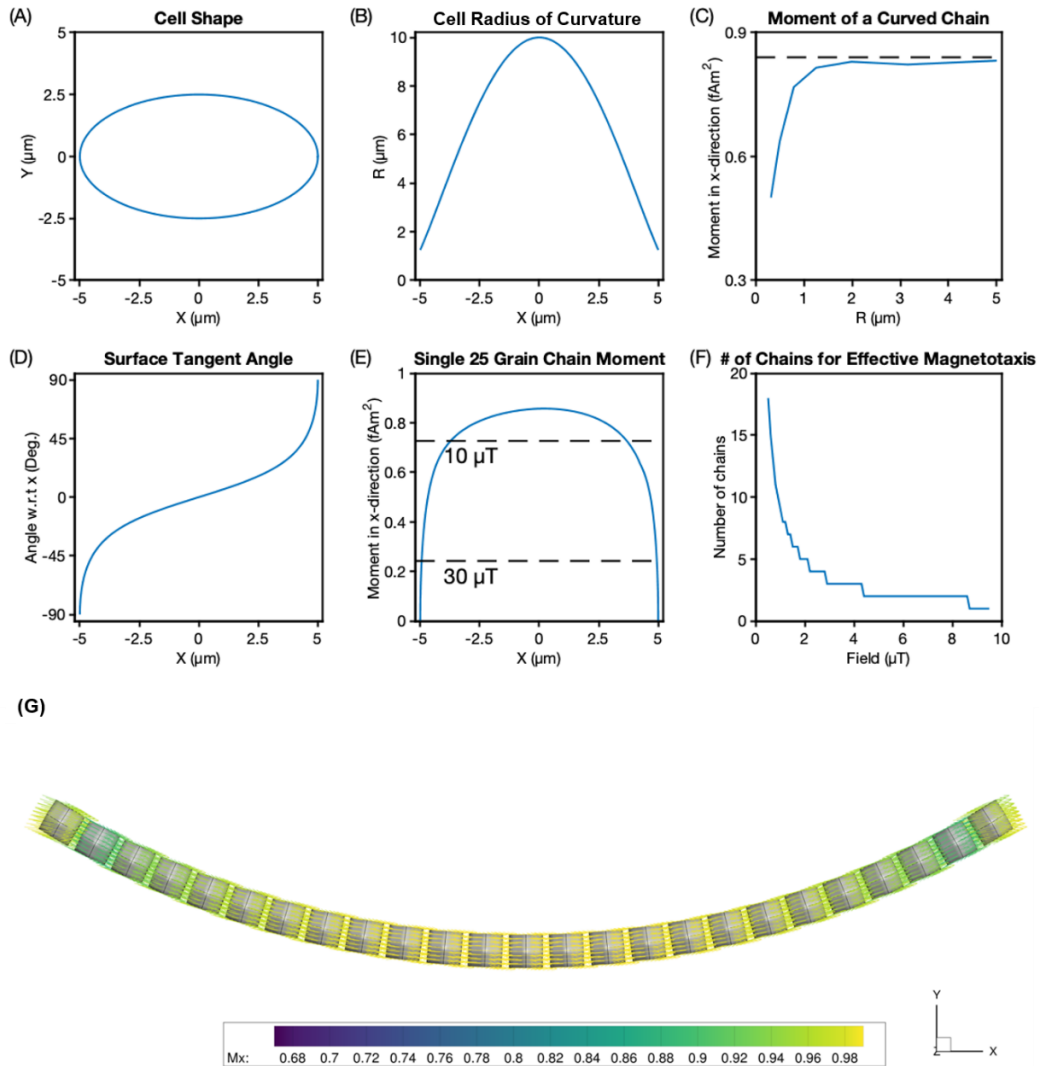 (A)
Cell Shape
5
2.5
0
-2.5
-5
Y (µm)
-5 -2.5 0 2.5 5
X (µm)
(B)
Cell Radius of Curvature
10
8
6
4
2
0
R (µm)
-5 -2.5 0 2.5 5
X (µm)
(C)
Moment of a Curved Chain
0.9
0.6
0.3
Moment in x-direction (fAm²)
0 1 2 3 4 5
R (µm)
(D)
Surface Tangent Angle
90
45
0
-45
-90
Angle w.r.t x (Deg.)
-5 -2.5 0 2.5 5
X (µm)
(E)
Single 25 Grain Chain Moment
1
0.8
0.6
0.4
0.2
0
Moment in x-direction (fAm²)
10 µT
30 µT
-5 -2.5 0 2.5 5
X (µm)
(F)
# of Chains for Effective Magnetotaxis
20
15
10
5
0
Number of chains
0 2 4 6 8 10
Field (µT)
(G)
Y
Z X
Mx: 0.68 0.7 0.72 0.74 0.76 0.78 0.8 0.82 0.84 0.86 0.88 0.9 0.92 0.94 0.96 0.98